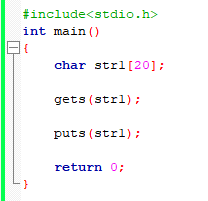 #include<stdio.h>
int main()
{
char str1[20];
gets(str1);
puts(str1);
return 0;
}